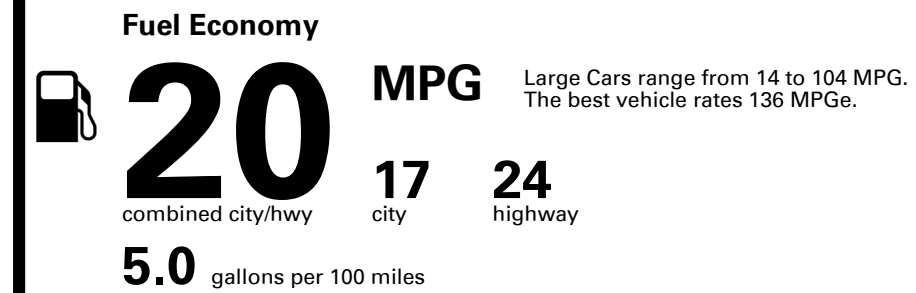 Fuel Economy
20
MPG
Large Cars range from 14 to 104 MPG.
The best vehicle rates 136 MPGe.
combined city/hwy
17
city
24
highway
5.0 gallons per 100 miles